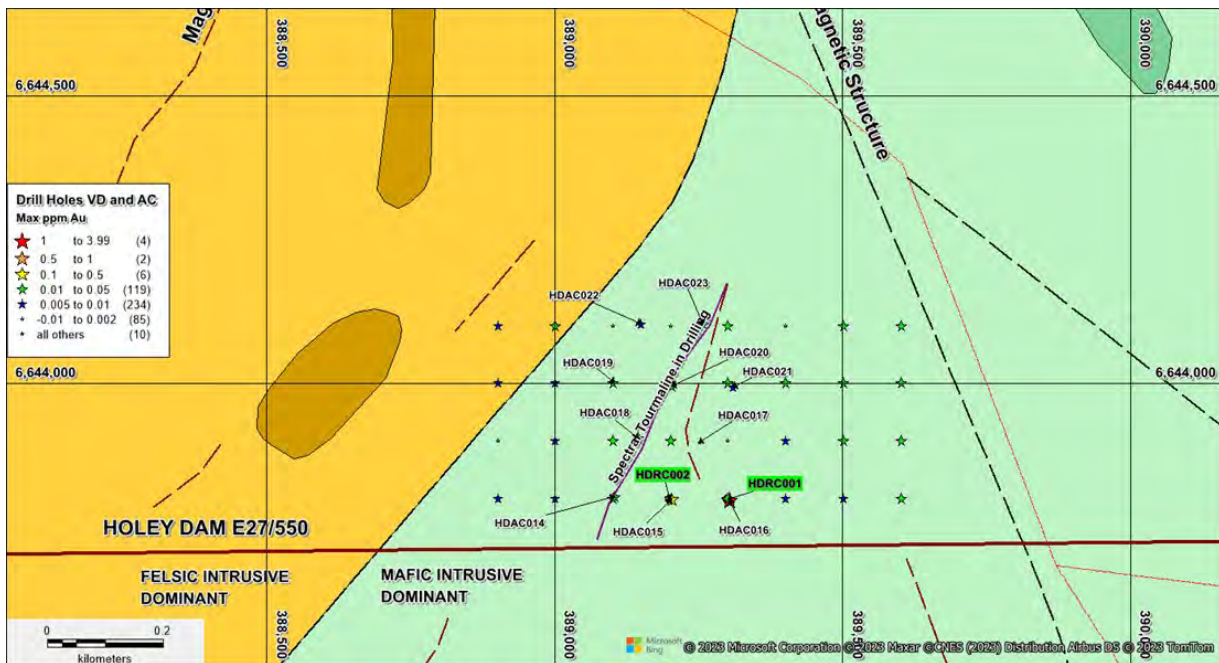 Mag
388,500
389,000
389,500
390,000
Magnetic Structure
6,644,500
6,644,500
Drill Holes VD and AC
Max ppm Au
1 to 3.99 (4)
0.5 to 1 (2)
0.1 to 0.5 (6)
0.01 to 0.05 (119)
0.005 to 0.01 (234)
-0.01 to 0.002 (85)
all others (10)
HDAC023
HDAC022
Spectral Tourmaline in Drilling
HDAC019
HDAC020
HDAC021
6,644,000
6,644,000
HDAC018
HDAC017
HDRC002
HDRC001
HDAC014
HDAC015
HDAC016
HOLEY DAM E27/550
FELSIC INTRUSIVE
DOMINANT
MAFIC INTRUSIVE
DOMINANT
0 0.2
kilometers
388,500
389,000
389,500
390,000
Microsoft
Bing
© 2023 Microsoft Corporation © 2023 Maxar ©CNES (2023) Distribution Airbus DS © 2023 TomTom